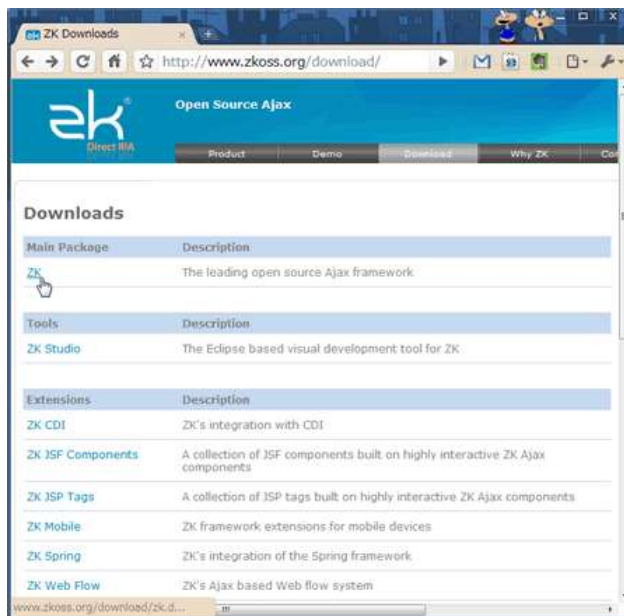 ZK Downloads
http://www.zkoss.org/download/
zk
Direct RIA
Open Source Ajax
Product Demo Download Why ZK Co
Downloads
Main Package Description
ZK The leading open source Ajax framework
Tools Description
ZK Studio The Eclipse based visual development tool for ZK
Extensions Description
ZK CDI ZK's integration with CDI
ZK JSF Components A collection of JSF components built on highly interactive ZK Ajax
components
ZK JSP Tags A collection of JSP tags built on highly interactive ZK Ajax components
ZK Mobile ZK framework extensions for mobile devices
ZK Spring ZK's integration of the Spring framework
ZK Web Flow ZK's Ajax based Web flow system
www.zkoss.org/download/zk.d...